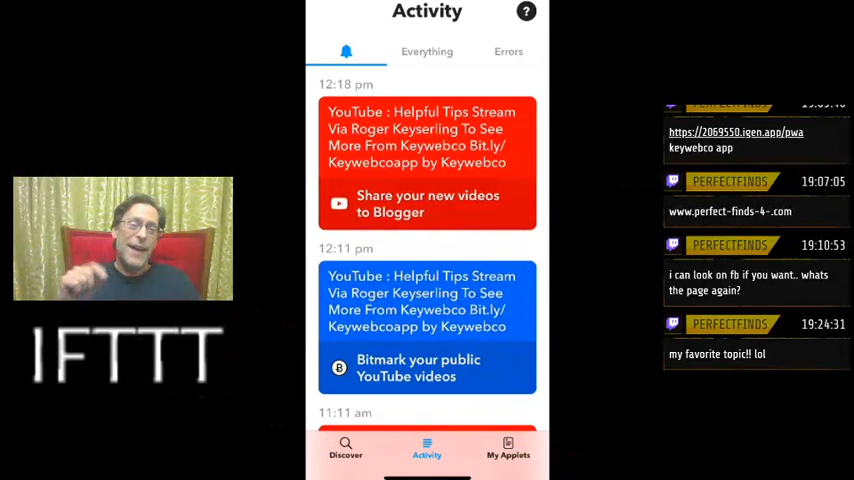 Activity
?
Everything
Errors
12:18 pm
YouTube : Helpful Tips Stream
Via Roger Keyserling To See
More From Keywebco Bit.ly/
Keywebcoapp by Keywebco
Share your new videos
to Blogger
12:11 pm
YouTube : Helpful Tips Stream
Via Roger Keyserling To See
More From Keywebco Bit.ly/
Keywebcoapp by Keywebco
Bitmark your public
YouTube videos
11:11 am
Discover
Activity
My Applets
IFTTT
https://2069550.igen.app/pwa
keywebco app
PERFECTFINDS
19:07:05
www.perfect-finds-4-.com
PERFECTFINDS
19:10:53
i can look on fb if you want.. whats
the page again?
PERFECTFINDS
19:24:31
my favorite topic!! lol